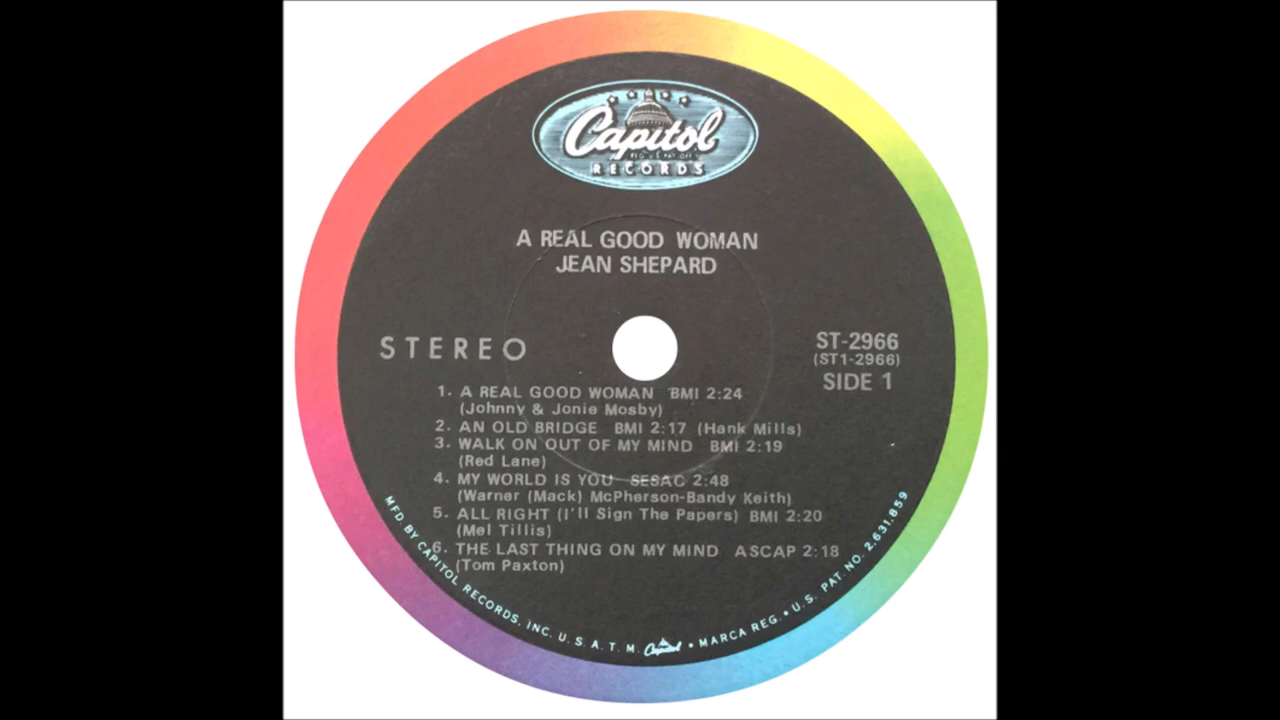 Capitol
RECORDS
A REAL GOOD WOMAN
JEAN SHEPARD
STEREO
ST-2966
(ST1-2966)
SIDE 1
1. A REAL GOOD WOMAN BMI 2:24
(Johnny & Jonie Mosby)
2. AN OLD BRIDGE BMI 2:17 (Hank Mills)
3. WALK ON OUT OF MY MIND BMI 2:19
(Red Lane)
4. MY WORLD IS YOU SESAC 2:48
(Warner (Mack) McPherson-Bandy Keith)
5. ALL RIGHT (I'll Sign The Papers) BMI 2:20
(Mel Tillis)
6. THE LAST THING ON MY MIND ASCAP 2:18
(Tom Paxton)
MFD. BY CAPITOL RECORDS, INC. U.S.A. T.M. Capitol • MARCA REG. • U.S. PAT. NO. 2,631,859